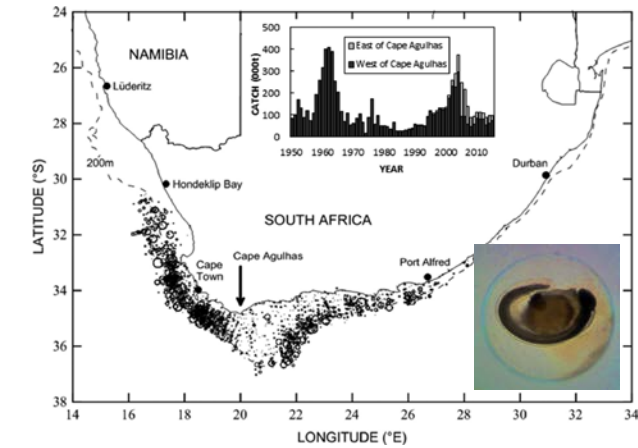 24
26
28
30
32
34
36
38
LATITUDE (°S)
14 16 18 20 22 24 26 28 30 32 34
LONGITUDE (°E)
NAMIBIA
Lüderitz
200m
Hondeklip Bay
SOUTH AFRICA
Cape
Town
Cape Agulhas
Port Alfred
Durban
500
400
300
200
100
0
CATCH (000t)
East of Cape Agulhas
West of Cape Agulhas
1950 1960 1970 1980 1990 2000 2010
YEAR